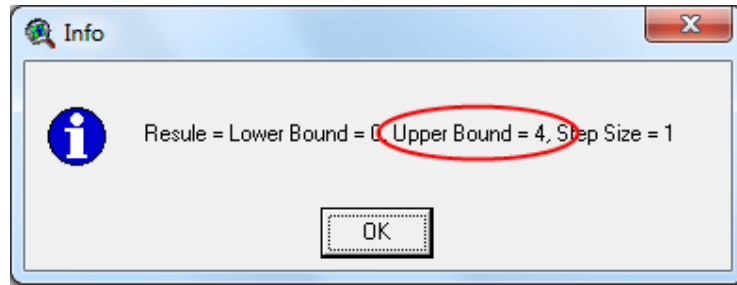 Info
Resule = Lower Bound = 0, Upper Bound = 4, Step Size = 1
OK